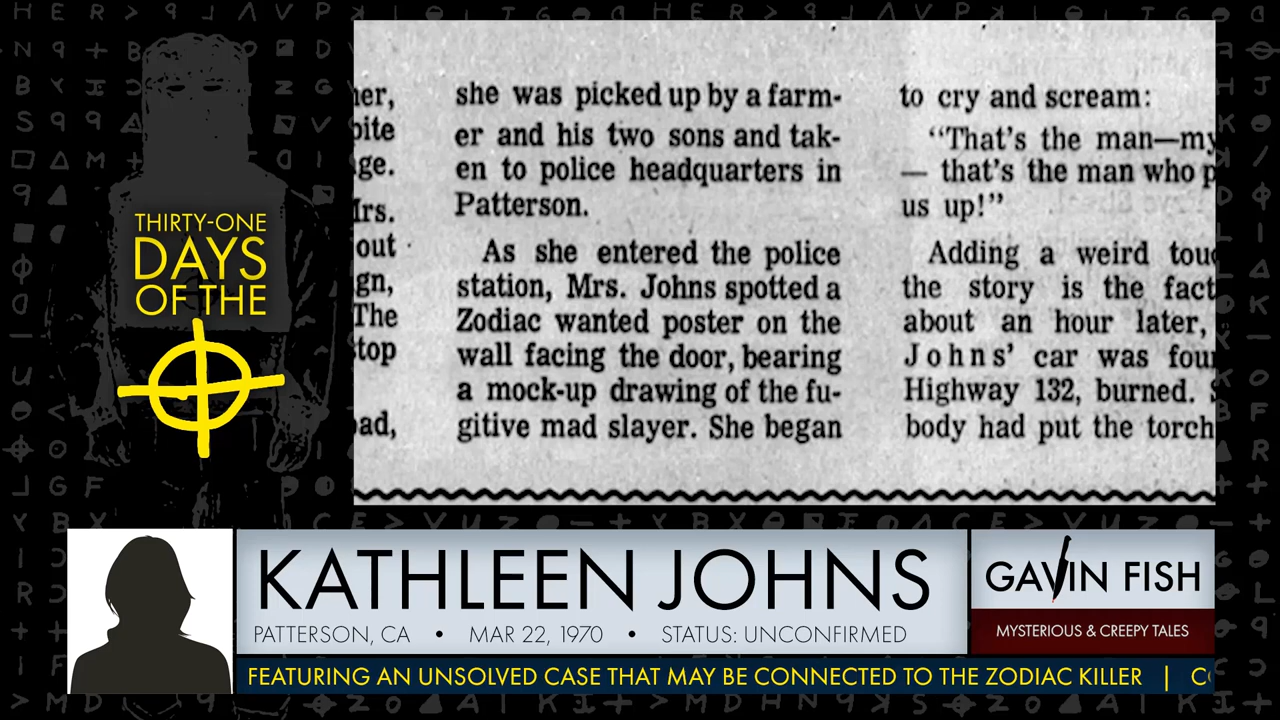 THIRTY-ONE
DAYS
OF THE
her,
bite
ge.
Mrs.
out
gn,
The
top
ad,
she was picked up by a farm-
er and his two sons and tak-
en to police headquarters in
Patterson.
As she entered the police
station, Mrs. Johns spotted a
Zodiac wanted poster on the
wall facing the door, bearing
a mock-up drawing of the fu-
gitive mad slayer. She began
to cry and scream:
“That’s the man—my
— that’s the man who p
us up!”
Adding a weird touc
the story is the fact
about an hour later,
Johns’ car was four
Highway 132, burned. S
body had put the torch
KATHLEEN JOHNS
PATTERSON, CA • MAR 22, 1970 • STATUS: UNCONFIRMED
GAVIN FISH
MYSTERIOUS & CREEPY TALES
FEATURING AN UNSOLVED CASE THAT MAY BE CONNECTED TO THE ZODIAC KILLER | C